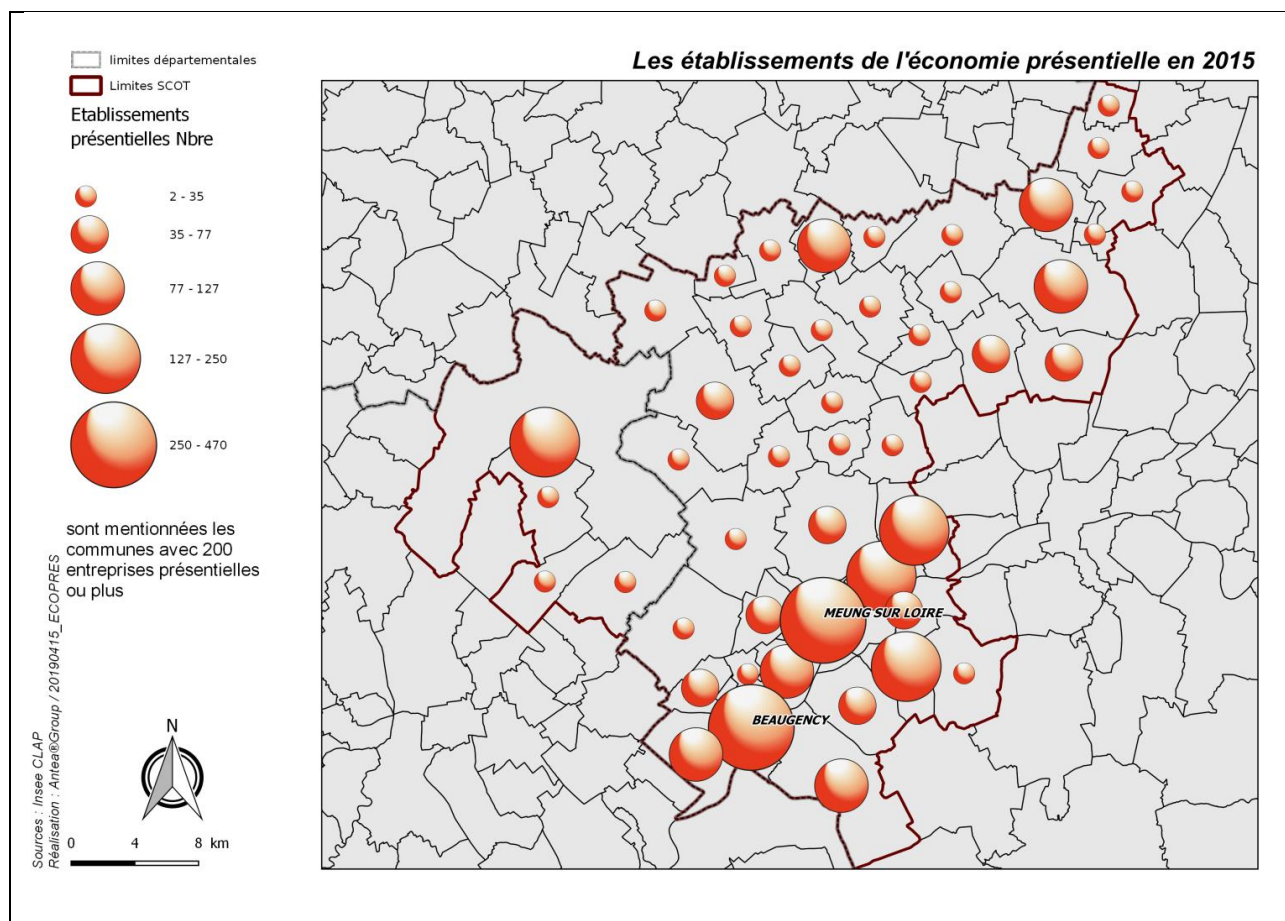 limites départementales
Limites SCOT
Etablissements
présentielles Nbre
2 - 35
35 - 77
77 - 127
127 - 250
250 - 470
sont mentionnées les
communes avec 200
entreprises présentielles
ou plus
Sources : Insee CLAP
Réalisation : Antea®Group / 20190415_ECOPRES
N
0 4 8 km
Les établissements de l'économie présentielle en 2015
MEUNG SUR LOIRE
BEAUGENCY